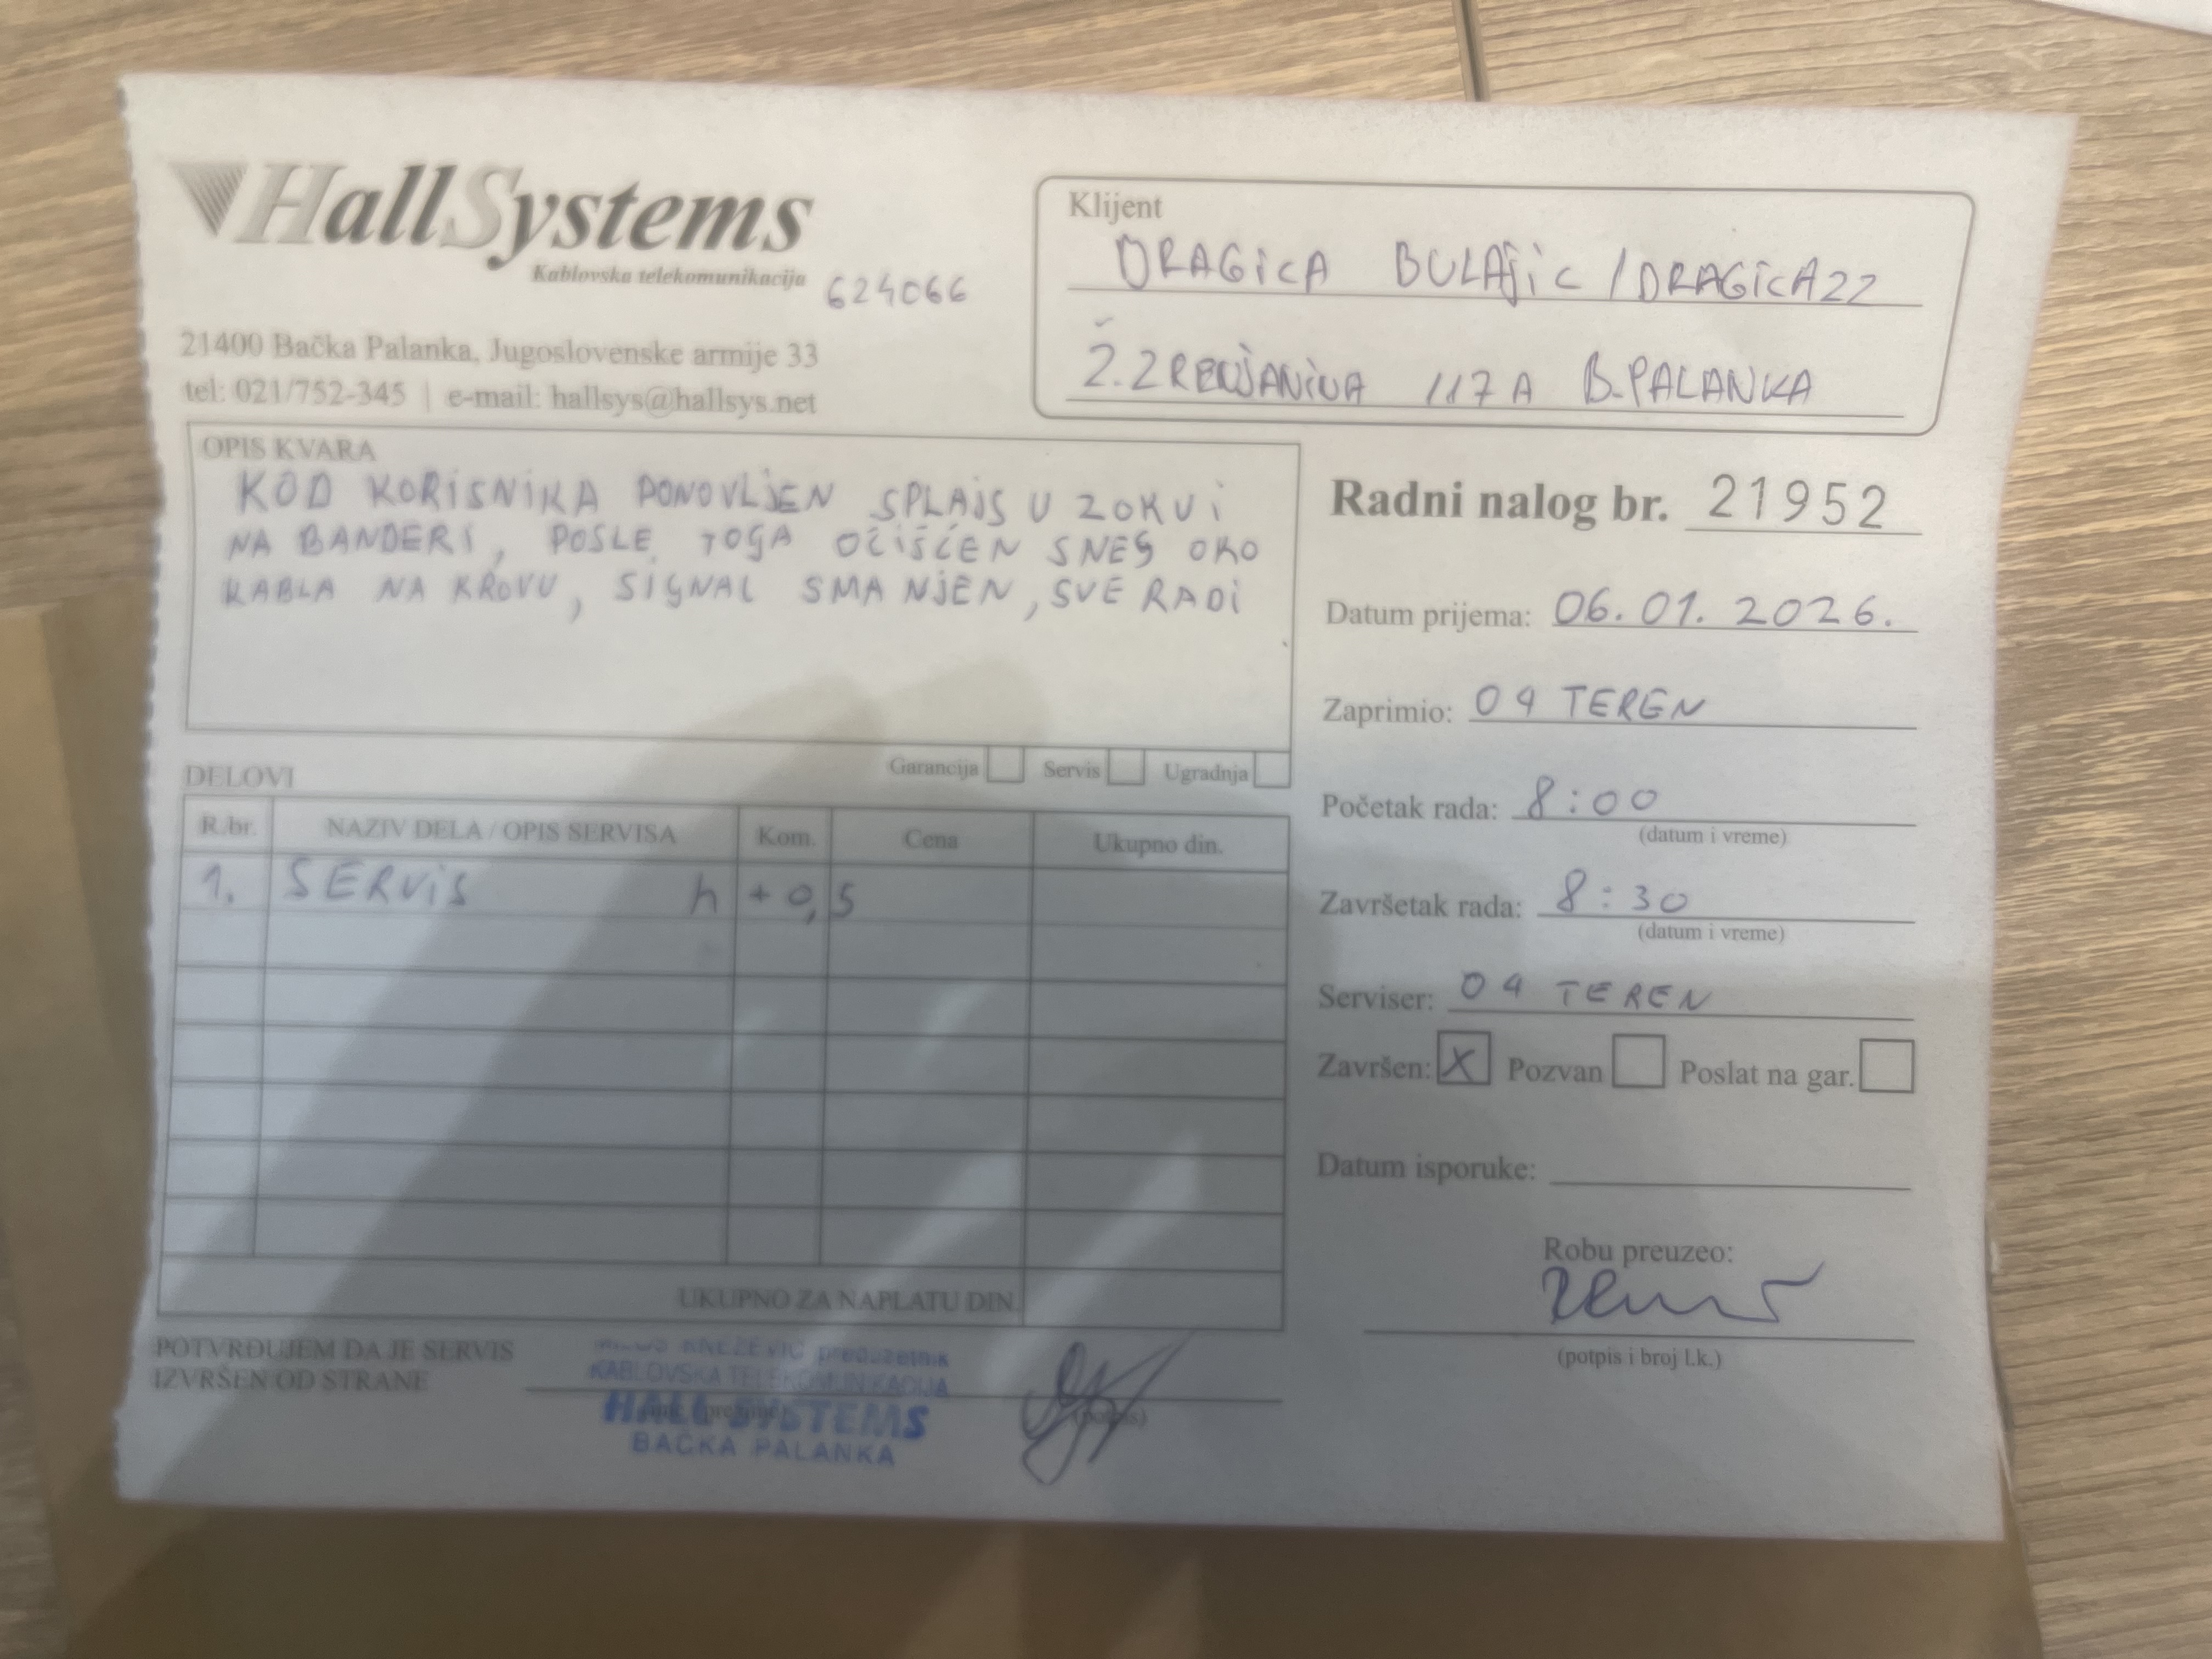 HallSystems
Kablovska telekomunikacija
624066
21400 Bačka Palanka, Jugoslovenske armije 33
tel: 021/752-345 | e-mail: hallsys@hallsys.net
Klijent
DRAGICA BULAJIC / DRAGICA22
Ž. ZRENJANINA 117A B. PALANKA
OPIS KVARA
KOD KORISNIKA PONOVLJEN SPLAJS U ZOKVI
NA BANDERI, POSLE TOGA OČIŠĆEN SNEG OKO
KABLA NA KROVU, SIGNAL SMANJEN, SVE RADI
Garancija Servis Ugradnja
DELOVI
R.br. NAZIV DELA / OPIS SERVISA Kom. Cena Ukupno din.
1. SERVIS h + 0,5
UKUPNO ZA NAPLATU DIN.
POTVRĐUJEM DA JE SERVIS
IZVRŠEN OD STRANE
KNEŽEVIĆ preduzetnik
KABLOVSKA TELEKOMUNIKACIJA
HALL SYSTEMS
BAČKA PALANKA
(potpis)
Radni nalog br. 21952
Datum prijema: 06.01.2026.
Zaprimio: 04 TEREN
Početak rada: 8:00
(datum i vreme)
Završetak rada: 8:30
(datum i vreme)
Serviser: 04 TEREN
Završen: X Pozvan Poslat na gar.
Datum isporuke:
Robu preuzeo:
(potpis i broj l.k.)